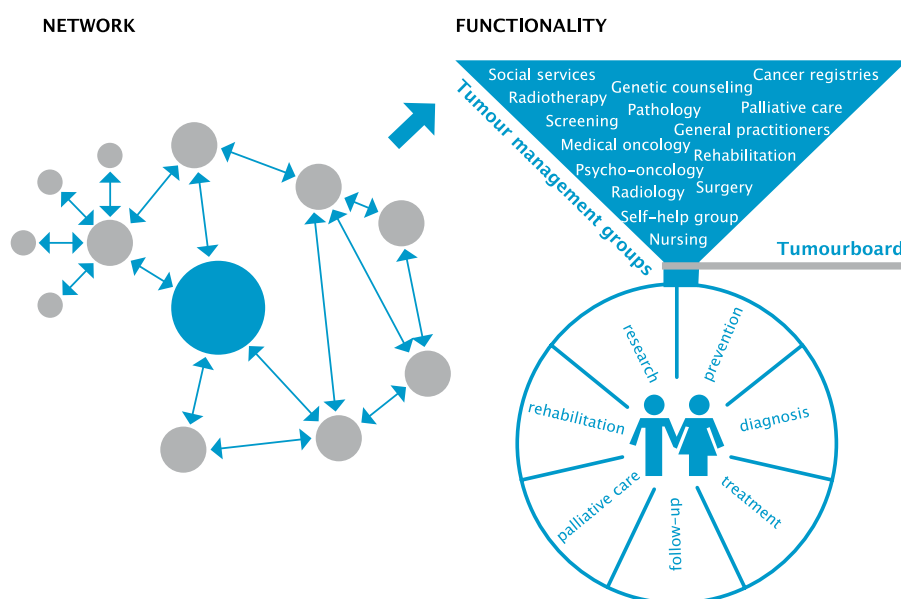 NETWORK
FUNCTIONALITY
Social services
Cancer registries
Genetic counseling
Radiotherapy
Pathology
Palliative care
Screening
General practitioners
Medical oncology
Rehabilitation
Psycho-oncology
Radiology
Surgery
Self-help group
Nursing
Tumour management groups
Tumourboard
research
prevention
rehabilitation
diagnosis
palliative care
treatment
follow-up